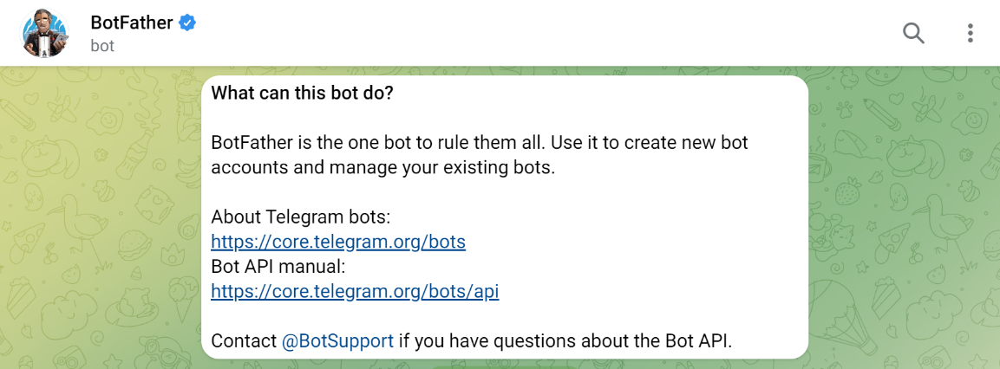 BotFather
bot
What can this bot do?
BotFather is the one bot to rule them all. Use it to create new bot
accounts and manage your existing bots.
About Telegram bots:
https://core.telegram.org/bots
Bot API manual:
https://core.telegram.org/bots/api
Contact @BotSupport if you have questions about the Bot API.